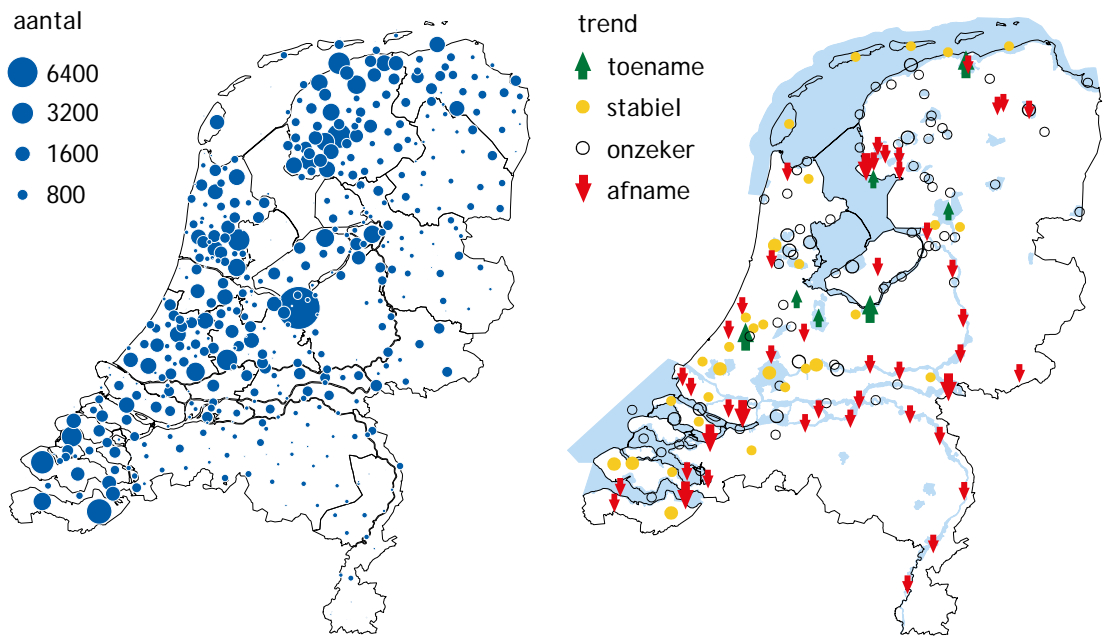 aantal
6400
3200
1600
800
trend
toename
stabiel
onzeker
afname